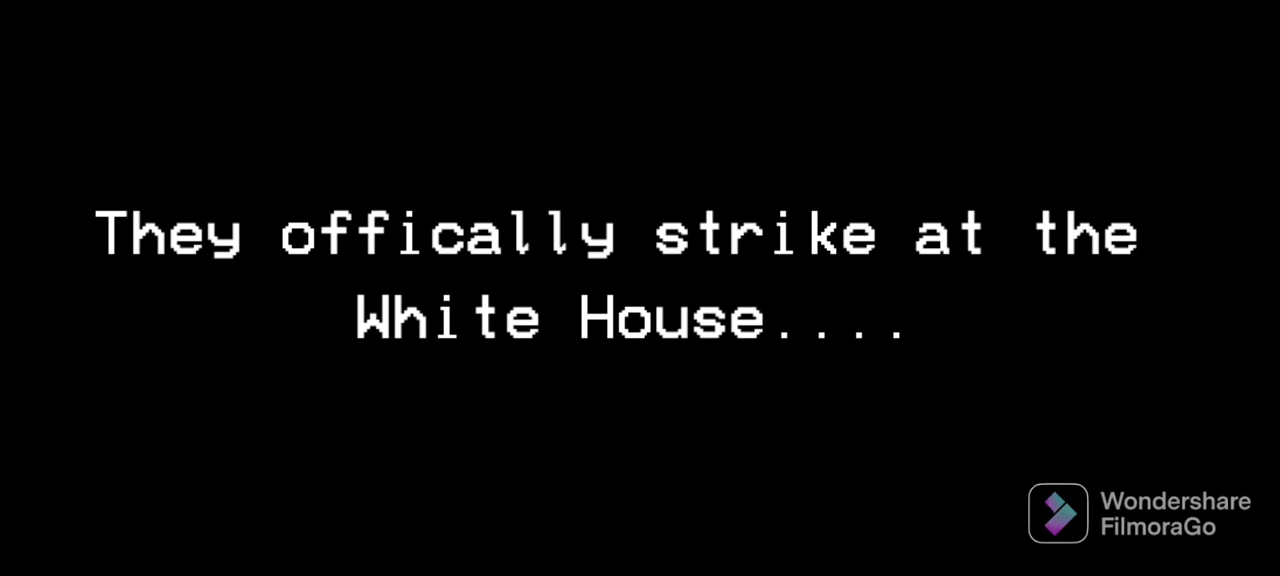 They offically strike at the
White House....
Wondershare
FilmoraGo